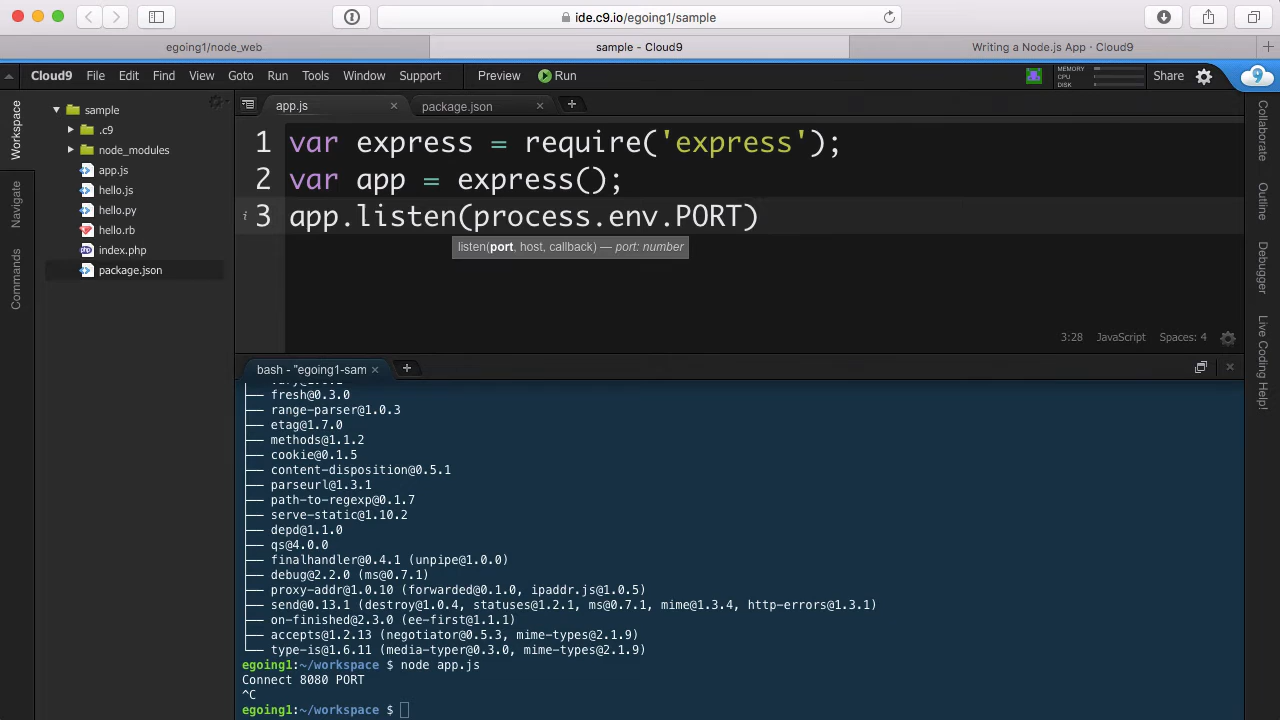 ide.c9.io/egoing1/sample
egoing1/node_web
sample - Cloud9
Writing a Node.js App · Cloud9
Cloud9 File Edit Find View Goto Run Tools Window Support Preview Run
MEMORY
CPU
DISK
Share
Workspace
Navigate
Commands
sample
.c9
node_modules
app.js
hello.js
hello.py
hello.rb
index.php
package.json
app.js
package.json
1 var express = require('express');
2 var app = express();
i 3 app.listen(process.env.PORT)
listen(port, host, callback) — port: number
3:28 JavaScript Spaces: 4
Collaborate
Outline
Debugger
Live Coding Help!
bash - "egoing1-sam
├── fresh@0.3.0
├── range-parser@1.0.3
├── etag@1.7.0
├── methods@1.1.2
├── cookie@0.1.5
├── content-disposition@0.5.1
├── parseurl@1.3.1
├── path-to-regexp@0.1.7
├── serve-static@1.10.2
├── depd@1.1.0
├── qs@4.0.0
├── finalhandler@0.4.1 (unpipe@1.0.0)
├── debug@2.2.0 (ms@0.7.1)
├── proxy-addr@1.0.10 (forwarded@0.1.0, ipaddr.js@1.0.5)
├── send@0.13.1 (destroy@1.0.4, statuses@1.2.1, ms@0.7.1, mime@1.3.4, http-errors@1.3.1)
├── on-finished@2.3.0 (ee-first@1.1.1)
├── accepts@1.2.13 (negotiator@0.5.3, mime-types@2.1.9)
└── type-is@1.6.11 (media-typer@0.3.0, mime-types@2.1.9)
egoing1:~/workspace $ node app.js
Connect 8080 PORT
^C
egoing1:~/workspace $